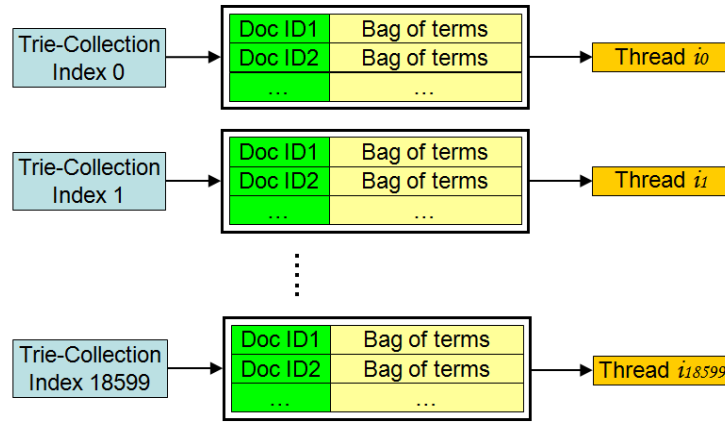 Trie-Collection
Index 0
Doc ID1 Bag of terms
Doc ID2 Bag of terms
... ...
Thread i0
Trie-Collection
Index 1
Doc ID1 Bag of terms
Doc ID2 Bag of terms
... ...
Thread i1
Trie-Collection
Index 18599
Doc ID1 Bag of terms
Doc ID2 Bag of terms
... ...
Thread i18599